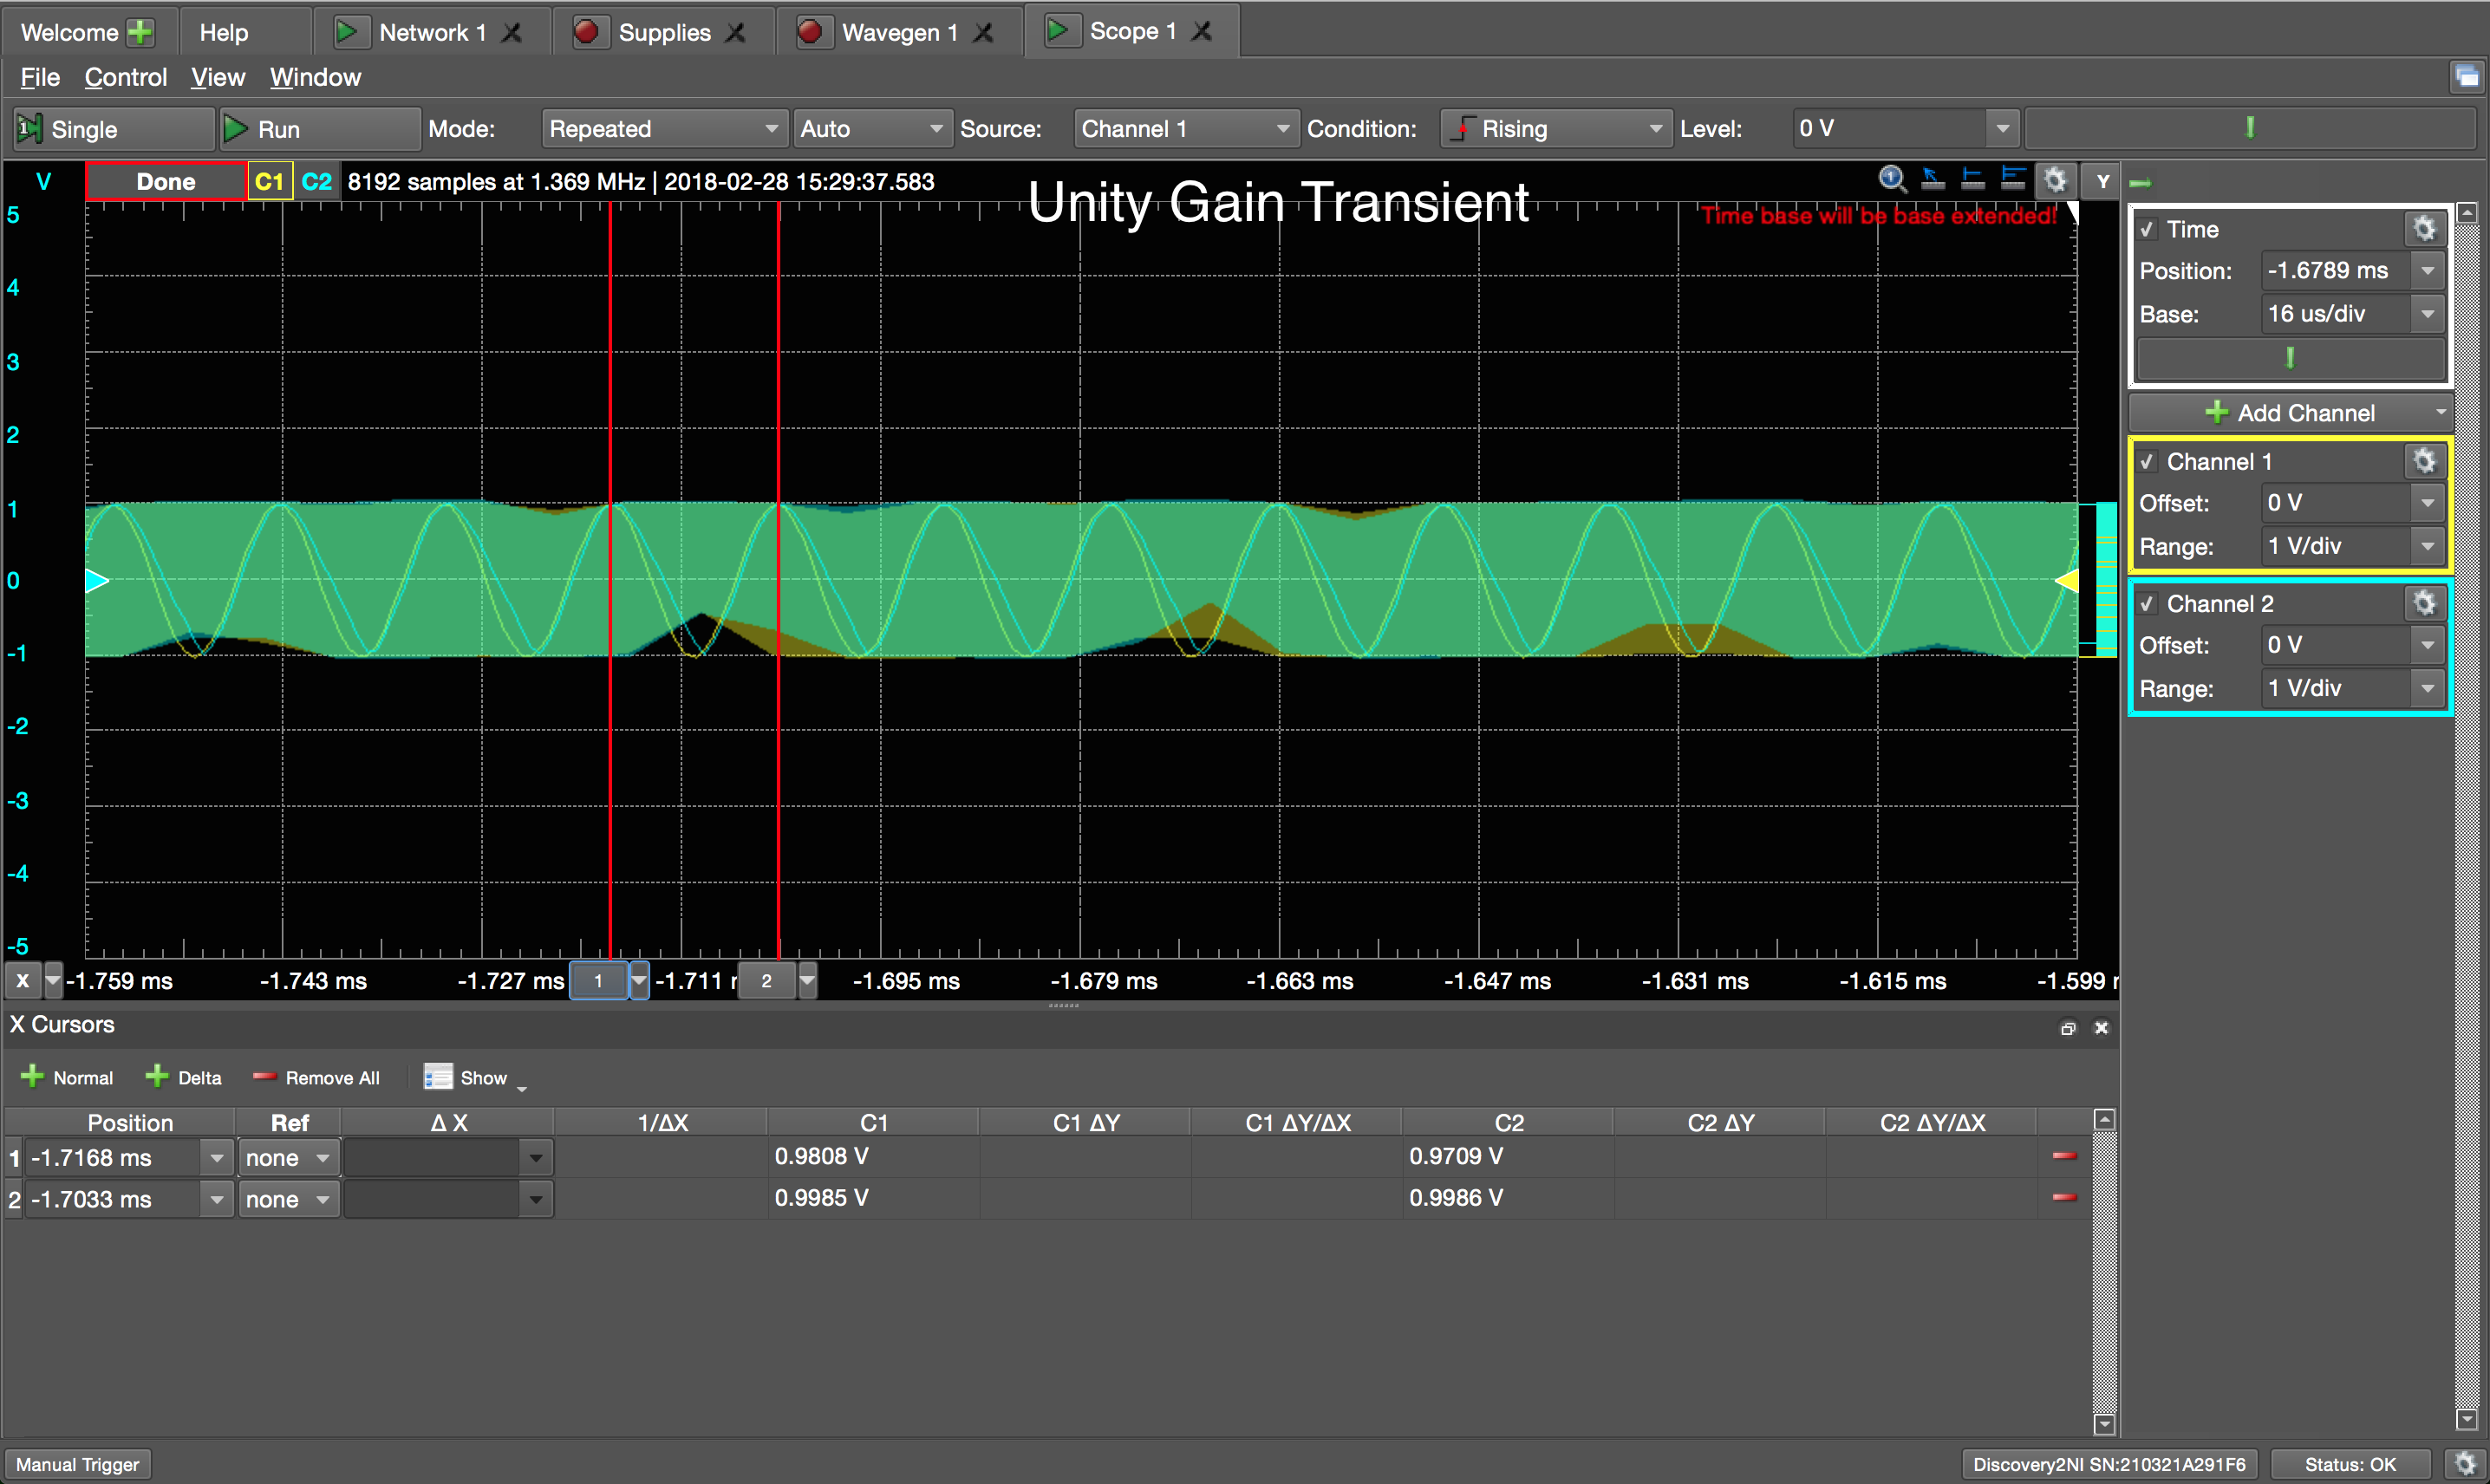 Welcome Help Network 1 Supplies Wavegen 1 Scope 1
File Control View Window
1 Single Run Mode: Repeated Auto Source: Channel 1 Condition: Rising Level: 0 V
V Done C1 C2 8192 samples at 1.369 MHz | 2018-02-28 15:29:37.583 Y
Unity Gain Transient
Time base will be base extended!
5
4
3
2
1
0
-1
-2
-3
-4
-5
X -1.759 ms -1.743 ms -1.727 ms 1 -1.711 2 -1.695 ms -1.679 ms -1.663 ms -1.647 ms -1.631 ms -1.615 ms -1.599
Time
Position: -1.6789 ms
Base: 16 us/div
Add Channel
Channel 1
Offset: 0 V
Range: 1 V/div
Channel 2
Offset: 0 V
Range: 1 V/div
X Cursors
Normal Delta Remove All Show
Position Ref Δ X 1/ΔX C1 C1 ΔY C1 ΔY/ΔX C2 C2 ΔY C2 ΔY/ΔX
1 -1.7168 ms none 0.9808 V 0.9709 V
2 -1.7033 ms none 0.9985 V 0.9986 V
Manual Trigger Discovery2NI SN:210321A291F6 Status: OK